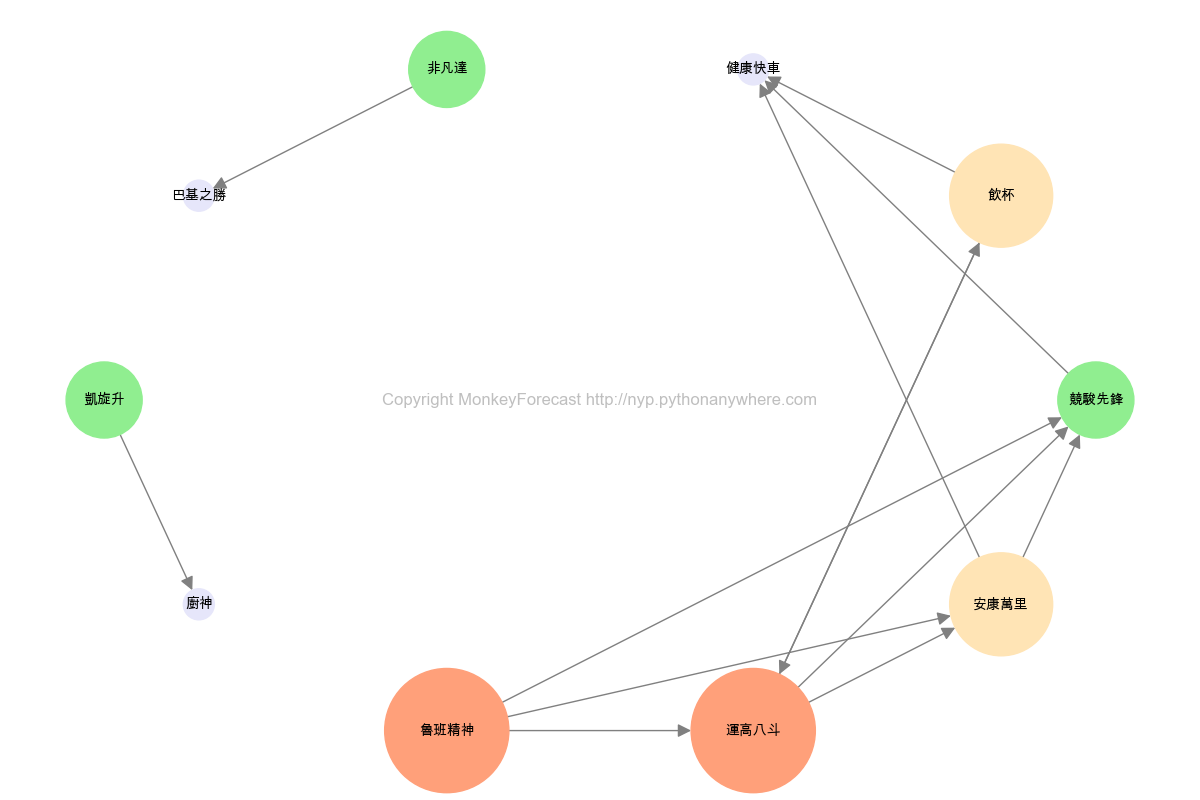 非凡達
健康快車
巴基之勝
飲杯
凱旋升
Copyright MonkeyForecast http://nyp.pythonanywhere.com
競駿先鋒
廚神
安康萬里
魯班精神
運高八斗